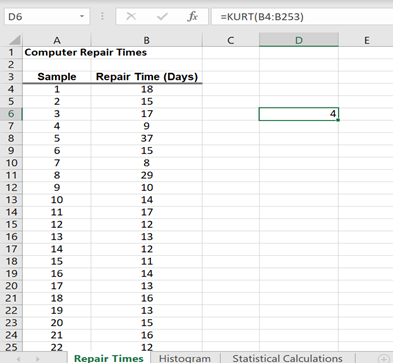 D6 fx =KURT(B4:B253)
A B C D E
1 Computer Repair Times
2
3 Sample Repair Time (Days)
4 1 18
5 2 15
6 3 17 4
7 4 9
8 5 37
9 6 15
10 7 8
11 8 29
12 9 10
13 10 14
14 11 17
15 12 12
16 13 13
17 14 12
18 15 11
19 16 14
20 17 13
21 18 16
22 19 13
23 20 15
24 21 16
25 22 12
Repair Times Histogram Statistical Calculations